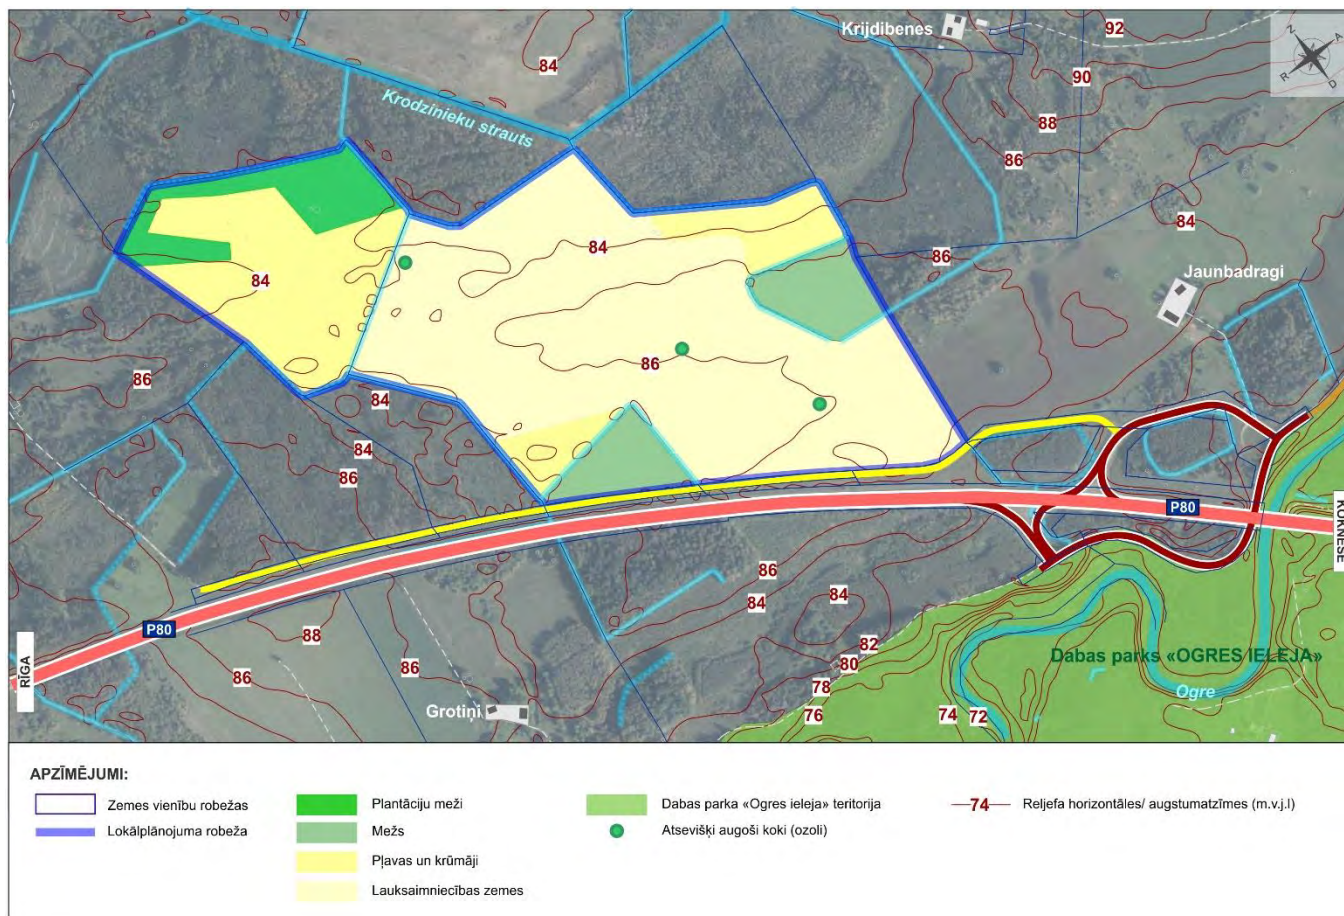 Krijdibenes
92
Z
A
R
D
84
90
Krodzinieku strauts
88
86
84
84
86
Jaunbadragi
84
86
86
84
84
86
P80
KOKNESE
86
84
84
88
P80
82
86
80
Dabas parks «OGRES IELEJA»
RĪGA
86
78
Ogre
Grotiņi
76
74
72
APZĪMĒJUMI:
Zemes vienību robežas
Lokālplānojuma robeža
Plantāciju meži
Mežs
Pļavas un krūmāji
Lauksaimniecības zemes
Dabas parka «Ogres ieleja» teritorija
Atsevišķi augoši koki (ozoli)
74 Reljefa horizontāles/ augstumatzīmes (m.v.j.l)